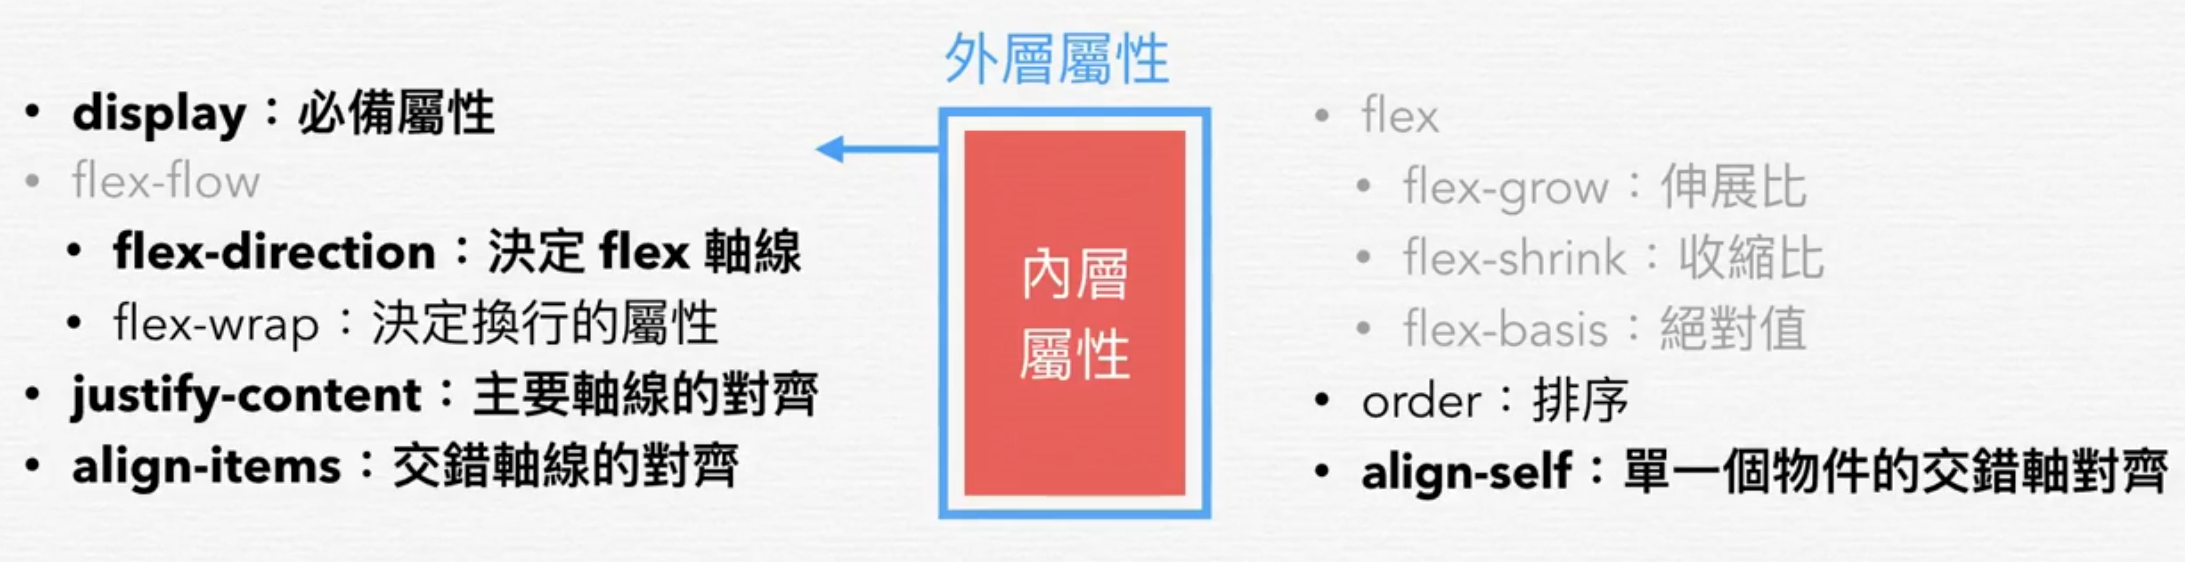 外層屬性
• display：必備屬性
• flex-flow
• flex-direction：決定 flex 軸線
• flex-wrap：決定換行的屬性
• justify-content：主要軸線的對齊
• align-items：交錯軸線的對齊
內層
屬性
• flex
• flex-grow：伸展比
• flex-shrink：收縮比
• flex-basis：絕對值
• order：排序
• align-self：單一個物件的交錯軸對齊